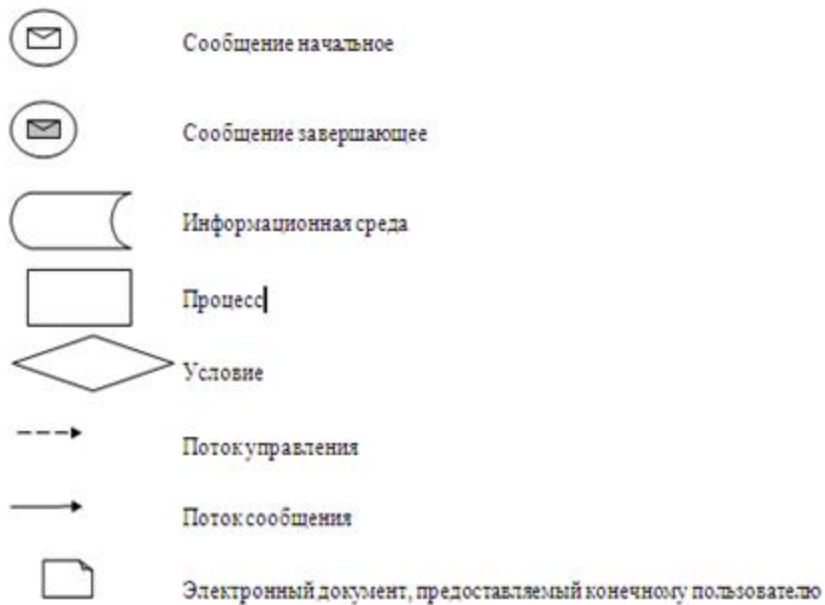 Сообщение начальное
Сообщение завершающее
Информационная среда
Процесс
Условие
Поток управления
Поток сообщения
Электронный документ, предоставляемый конечному пользователю